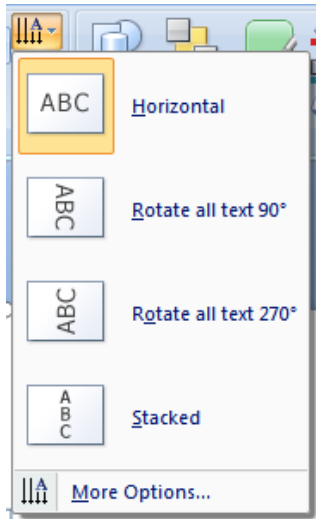 ABC
Horizontal
ABC
Rotate all text 90°
ABC
Rotate all text 270°
A
B
C
Stacked
More Options...